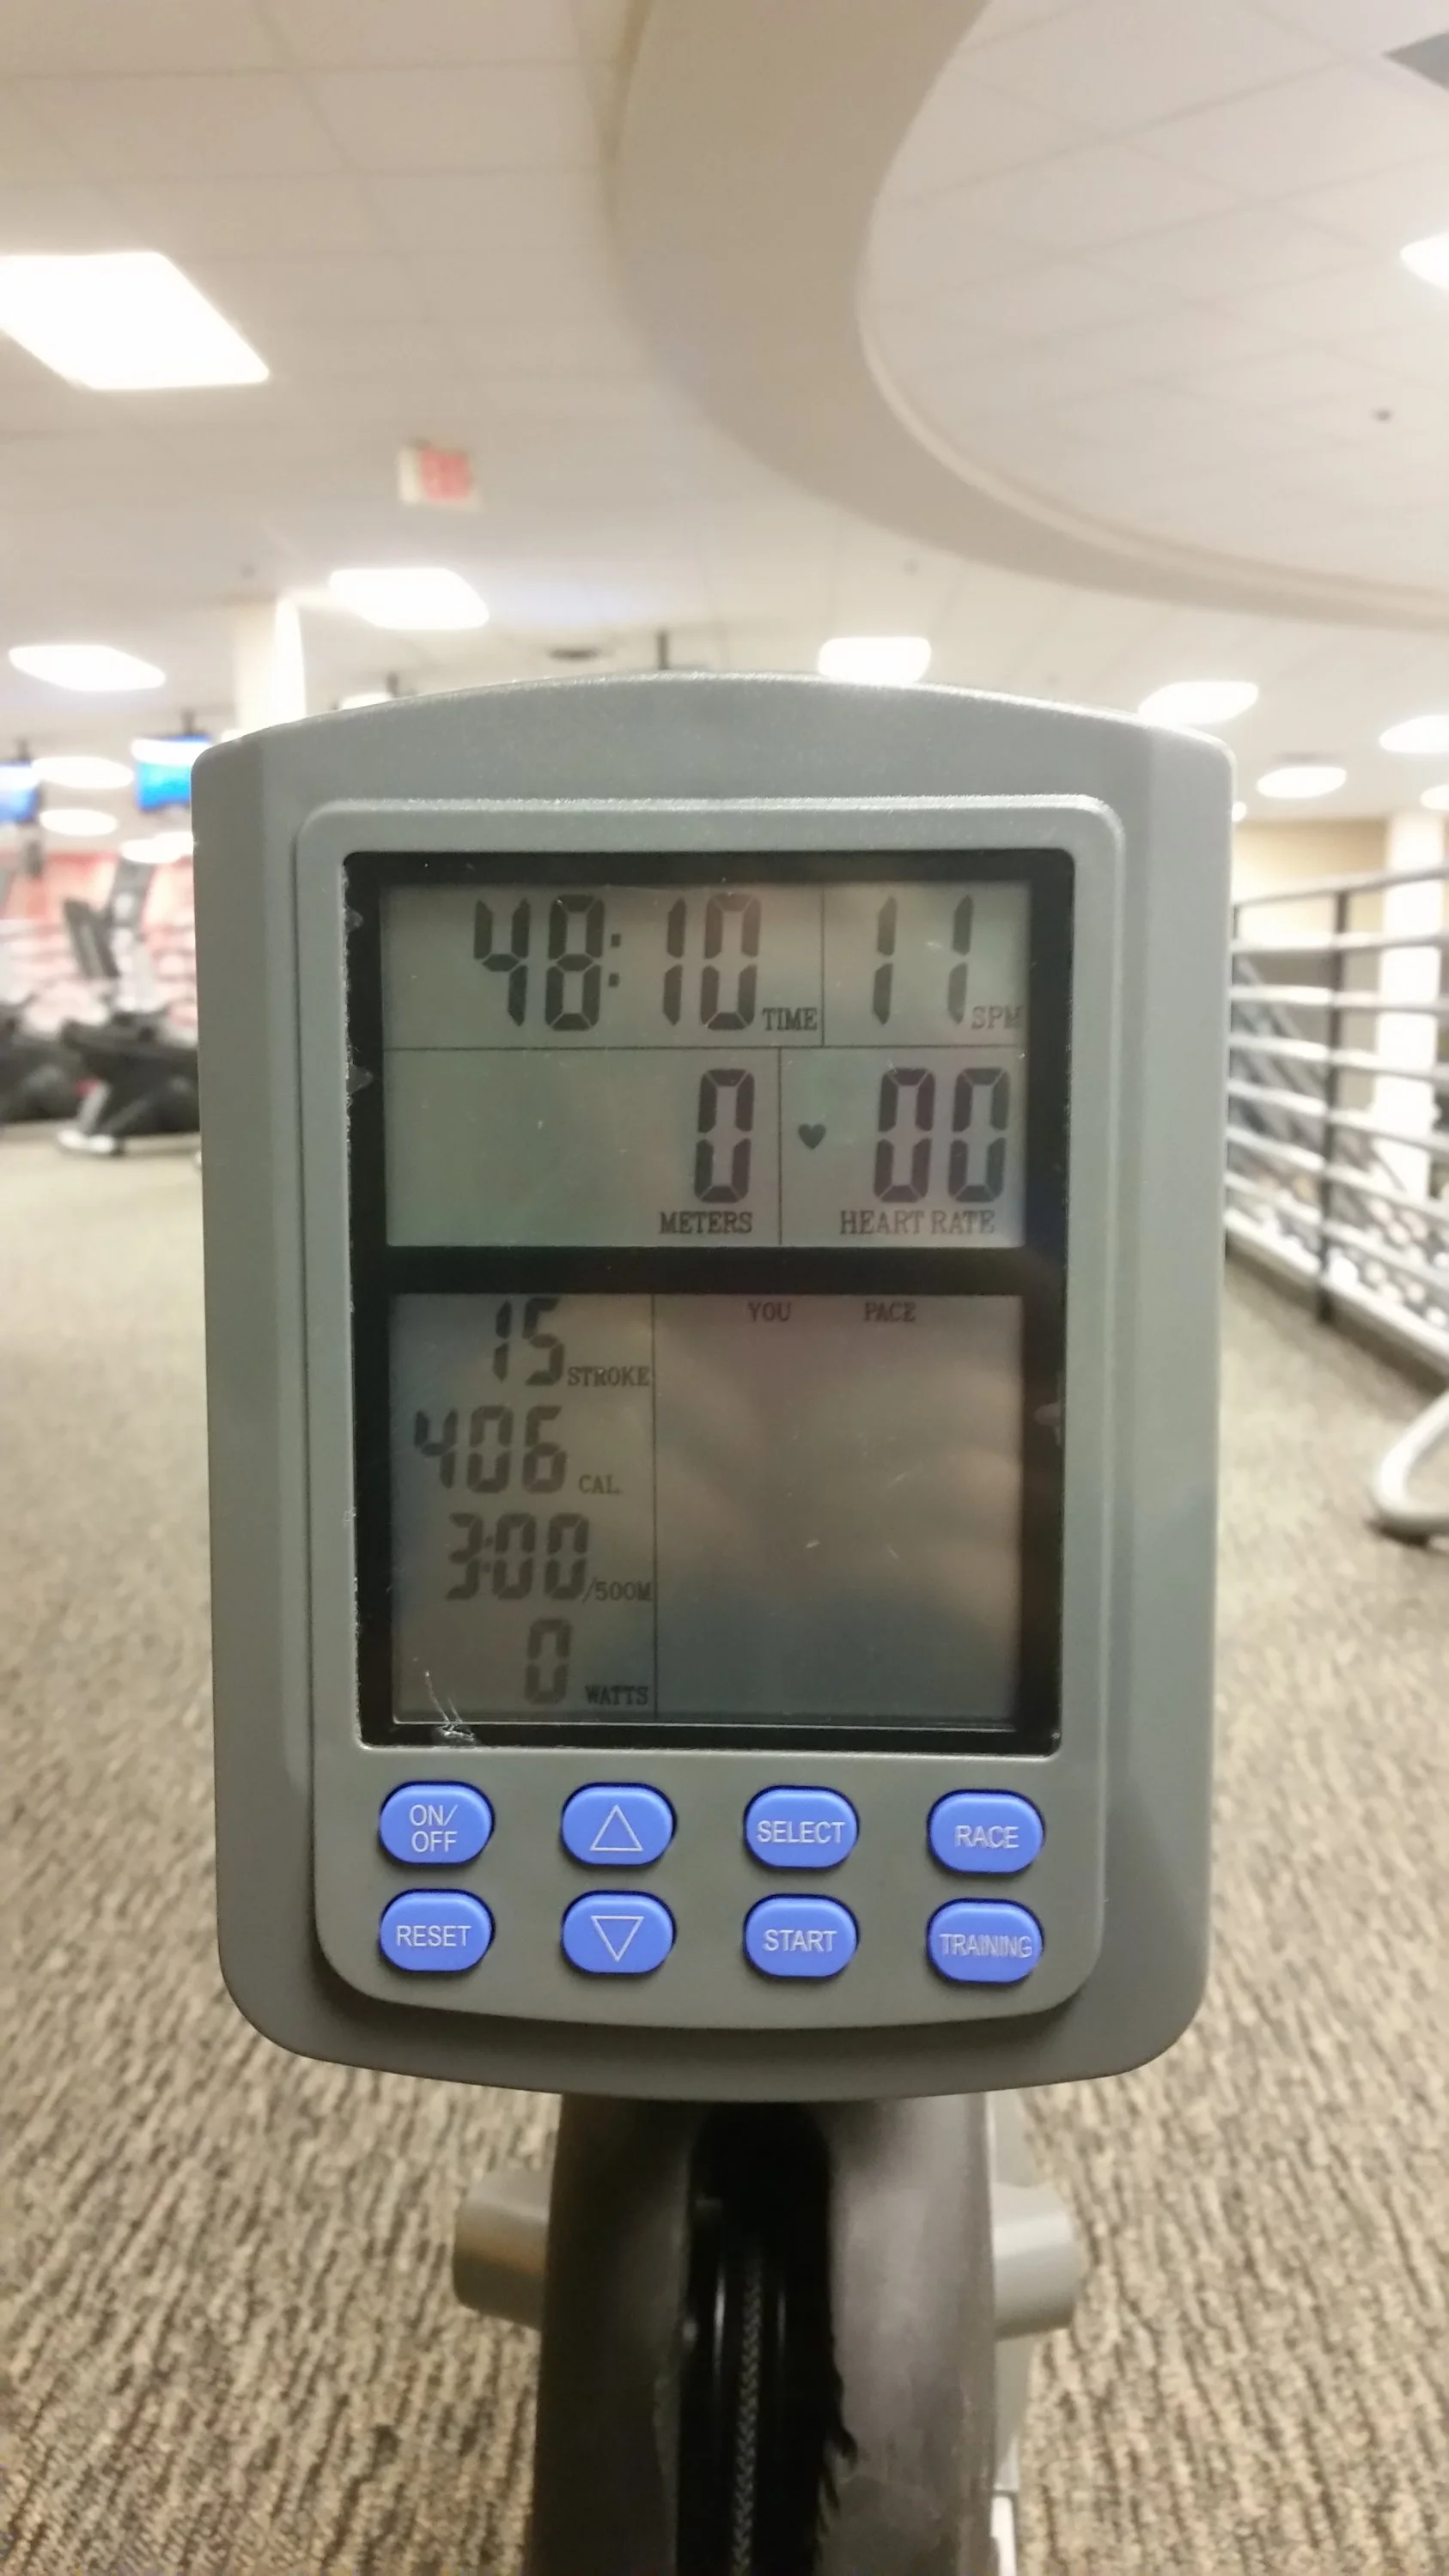 48:10 TIME 11 SPM
0 METERS 00 HEART RATE
YOU PACE
15 STROKE
406 CAL
3:00 /500M
0 WATTS
ON/
OFF
SELECT
RACE
RESET
START
TRAINING